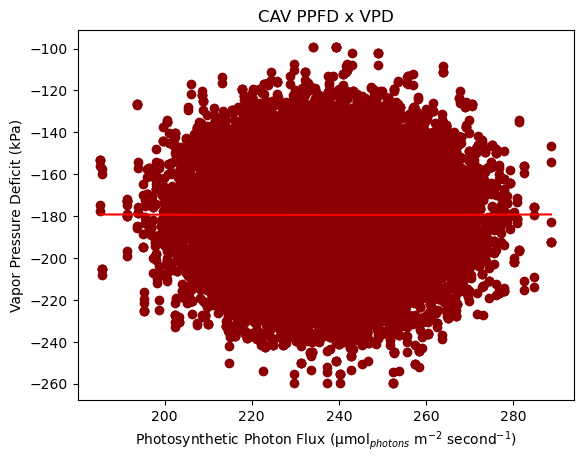 CAV PPFD x VPD
Vapor Pressure Deficit (kPa)
−100
−120
−140
−160
−180
−200
−220
−240
−260
200 220 240 260 280
Photosynthetic Photon Flux (μmol$_{photons}$ m$^{−2}$ second$^{−1}$)